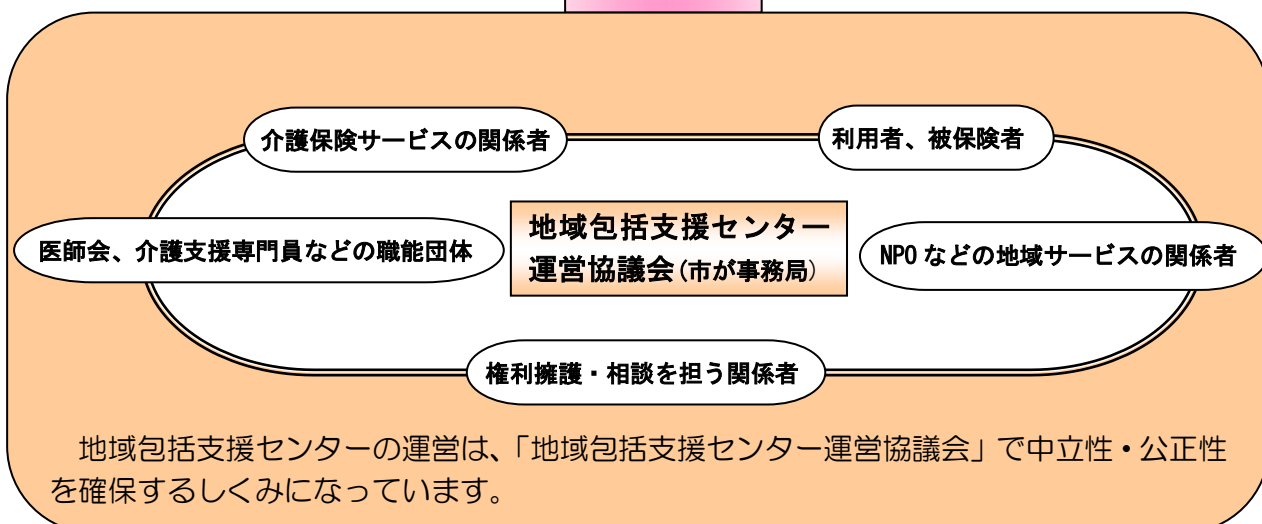 介護保険サービスの関係者
利用者、被保険者
医師会、介護支援専門員などの職能団体
地域包括支援センター
運営協議会(市が事務局)
NPOなどの地域サービスの関係者
権利擁護・相談を担う関係者
地域包括支援センターの運営は、「地域包括支援センター運営協議会」で中立性・公正性
を確保するしくみになっています。